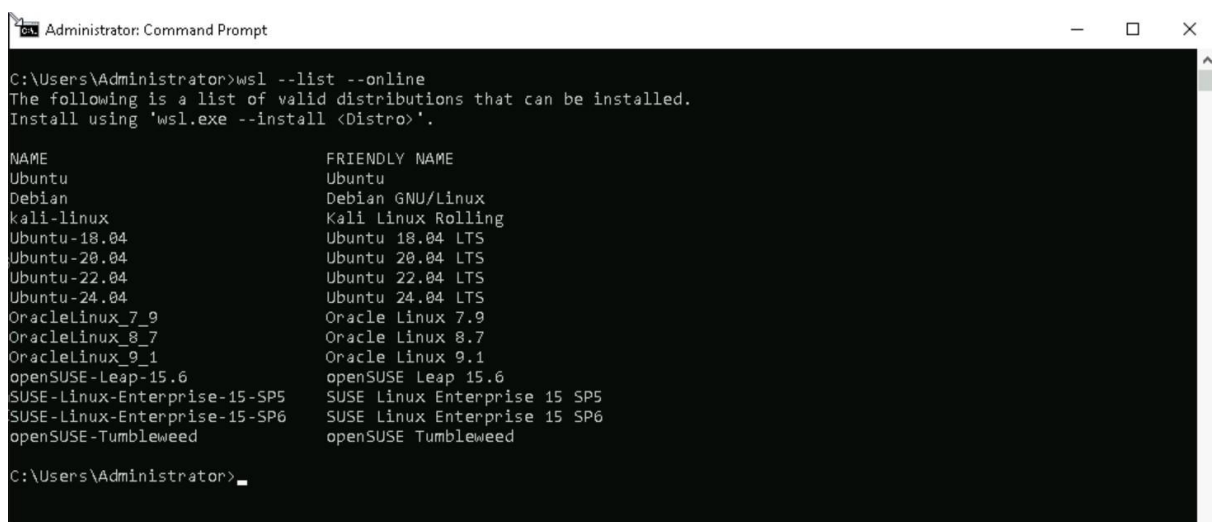 Administrator: Command Prompt
C:\Users\Administrator>wsl --list --online
The following is a list of valid distributions that can be installed.
Install using 'wsl.exe --install <Distro>'.
NAME FRIENDLY NAME
Ubuntu Ubuntu
Debian Debian GNU/Linux
kali-linux Kali Linux Rolling
Ubuntu-18.04 Ubuntu 18.04 LTS
Ubuntu-20.04 Ubuntu 20.04 LTS
Ubuntu-22.04 Ubuntu 22.04 LTS
Ubuntu-24.04 Ubuntu 24.04 LTS
OracleLinux_7_9 Oracle Linux 7.9
OracleLinux_8_7 Oracle Linux 8.7
OracleLinux_9_1 Oracle Linux 9.1
openSUSE-Leap-15.6 openSUSE Leap 15.6
SUSE-Linux-Enterprise-15-SP5 SUSE Linux Enterprise 15 SP5
SUSE-Linux-Enterprise-15-SP6 SUSE Linux Enterprise 15 SP6
openSUSE-Tumbleweed openSUSE Tumbleweed
C:\Users\Administrator>